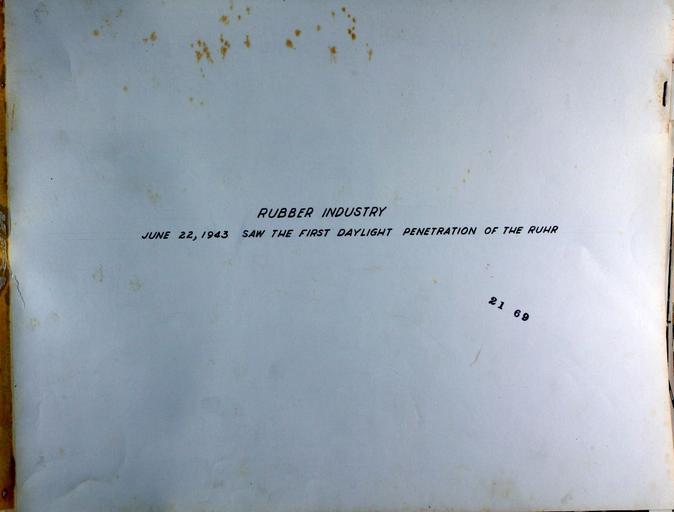 RUBBER INDUSTRY
JUNE 22, 1943 SAW THE FIRST DAYLIGHT PENETRATION OF THE RUHR
21 69